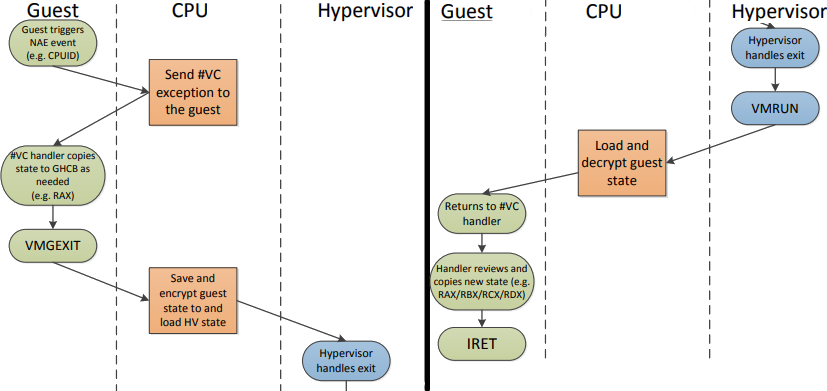 Guest
CPU
Hypervisor
Guest triggers
NAE event
(e.g. CPUID)
Send #VC
exception to
the guest
#VC handler copies
state to GHCB as
needed
(e.g. RAX)
VMGEXIT
Save and
encrypt guest
state to and
load HV state
Hypervisor
handles exit
Guest
CPU
Hypervisor
Hypervisor
handles exit
VMRUN
Load and
decrypt guest
state
Returns to #VC
handler
Handler reviews and
copies new state (e.g.
RAX/RBX/RCX/RDX)
IRET